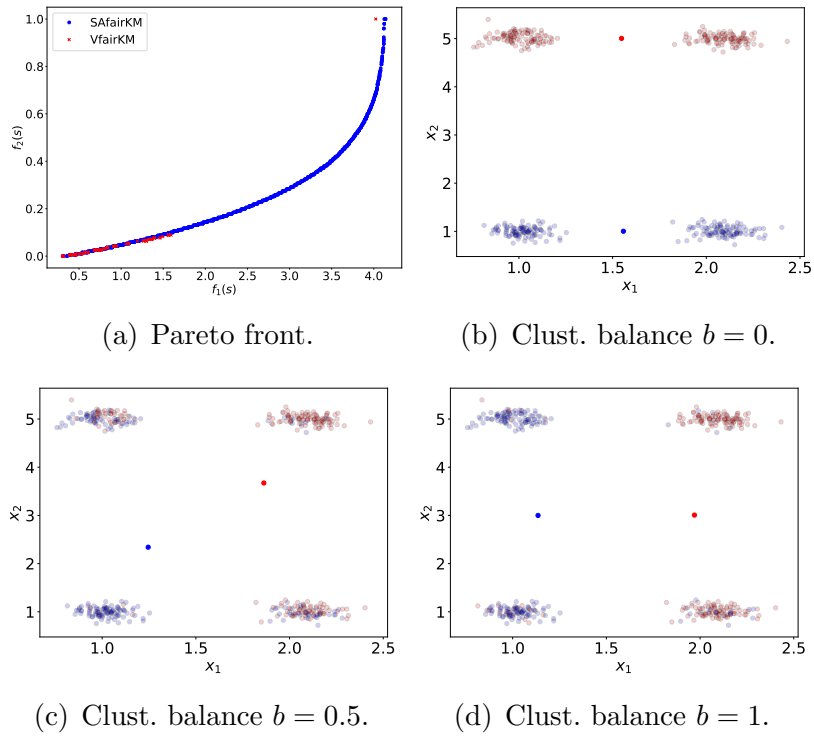 SAfairKM
VfairKM
1.0
0.8
0.6
0.4
0.2
0.0
f₂(s)
0.5 1.0 1.5 2.0 2.5 3.0 3.5 4.0
f₁(s)
(a) Pareto front.
5
4
3
2
1
x₂
1.0 1.5 2.0 2.5
x₁
(b) Clust. balance b = 0.
5
4
3
2
1
x₂
1.0 1.5 2.0 2.5
x₁
(c) Clust. balance b = 0.5.
5
4
3
2
1
x₂
1.0 1.5 2.0 2.5
x₁
(d) Clust. balance b = 1.